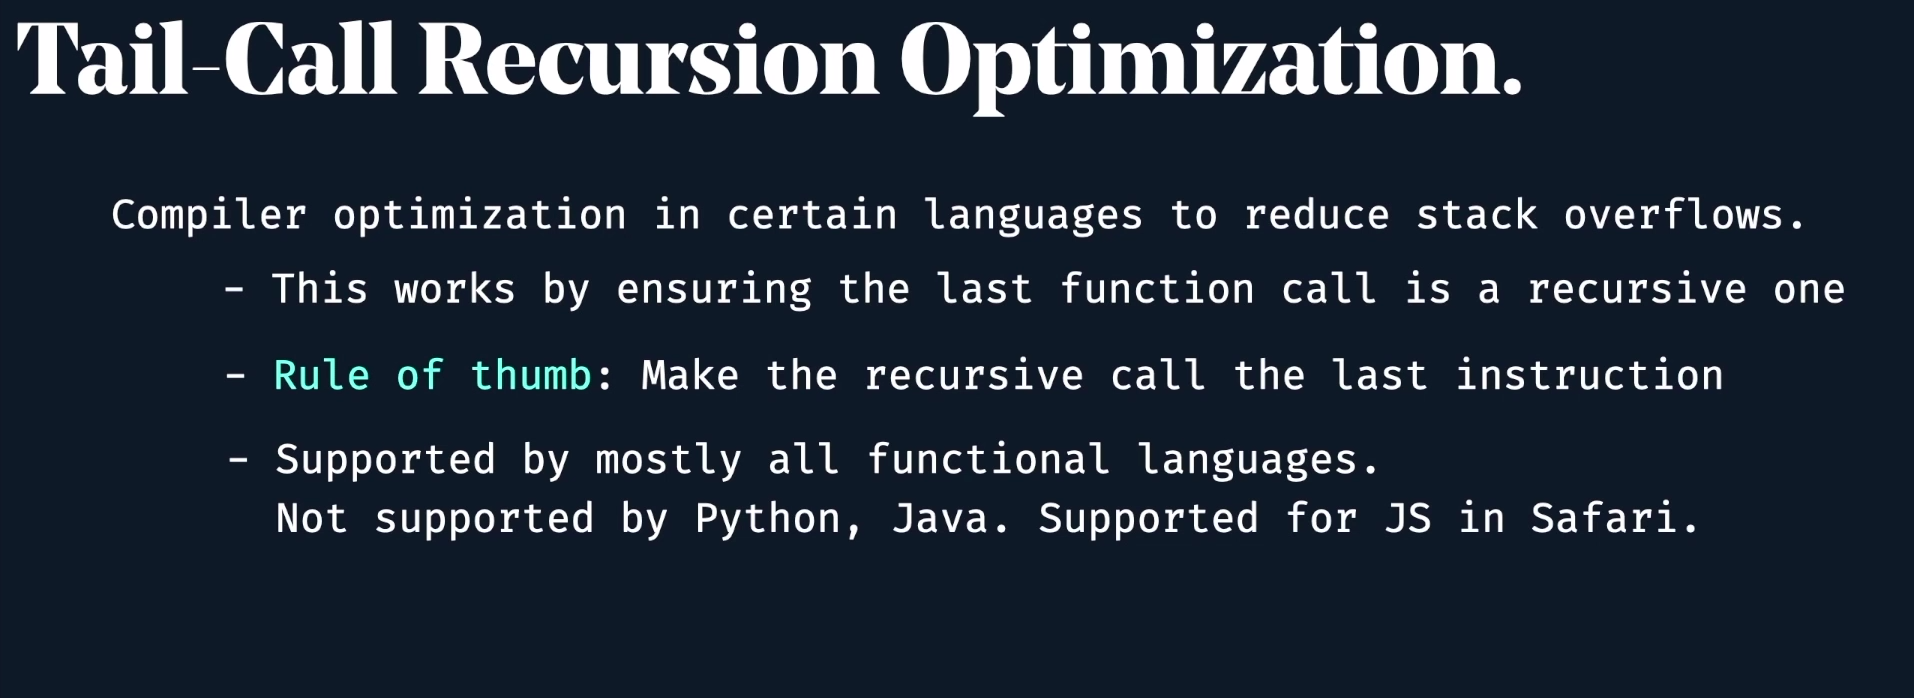 Tail-Call Recursion Optimization.
Compiler optimization in certain languages to reduce stack overflows.
- This works by ensuring the last function call is a recursive one
- Rule of thumb: Make the recursive call the last instruction
- Supported by mostly all functional languages.
Not supported by Python, Java. Supported for JS in Safari.